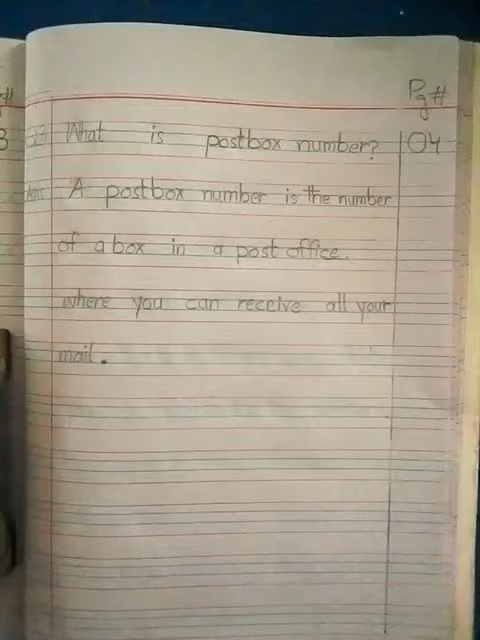 Pg#
What is postbox number? 04
Ans A postbox number is the number
of a box in a post office.
where you can receive all your
mail.